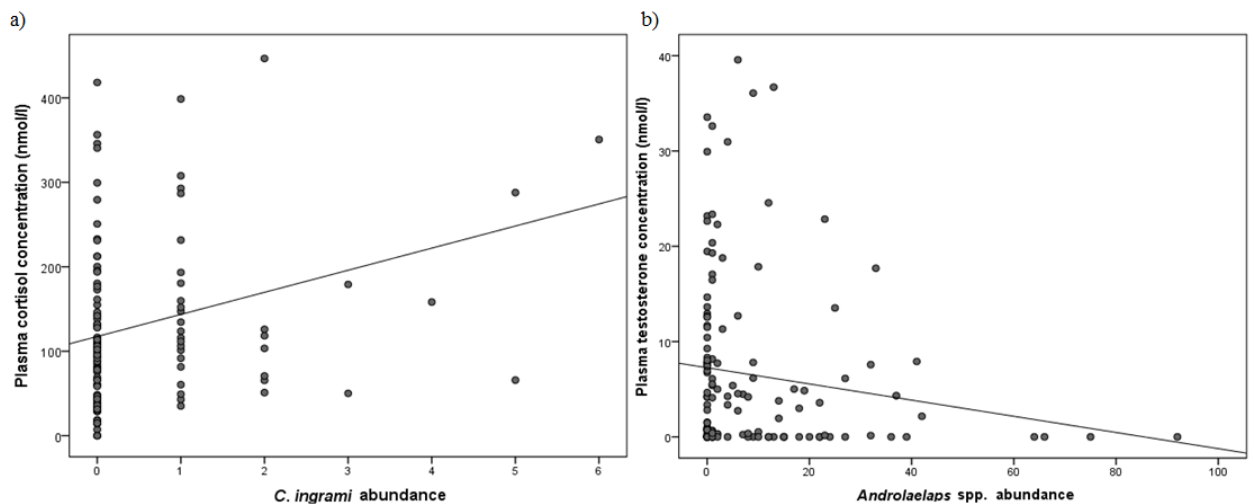 a)
Plasma cortisol concentration (nmol/l)
400
300
200
100
0
0 1 2 3 4 5 6
C. ingrami abundance
b)
Plasma testosterone concentration (nmol/l)
40
30
20
10
0
0 20 40 60 80 100
Androlaelaps spp. abundance